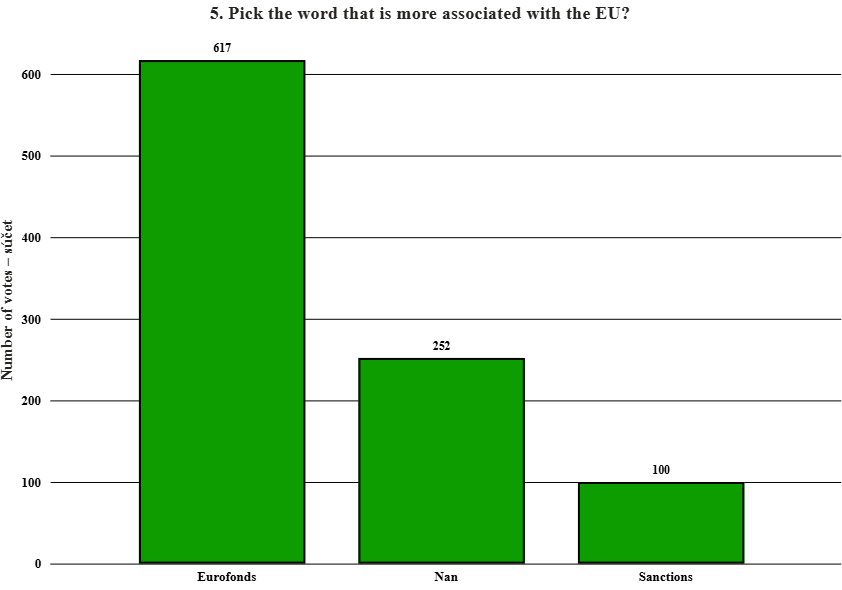 5. Pick the word that is more associated with the EU?
617
600
500
400
Number of votes – súčet
300
252
200
100
100
0
Eurofonds
Nan
Sanctions